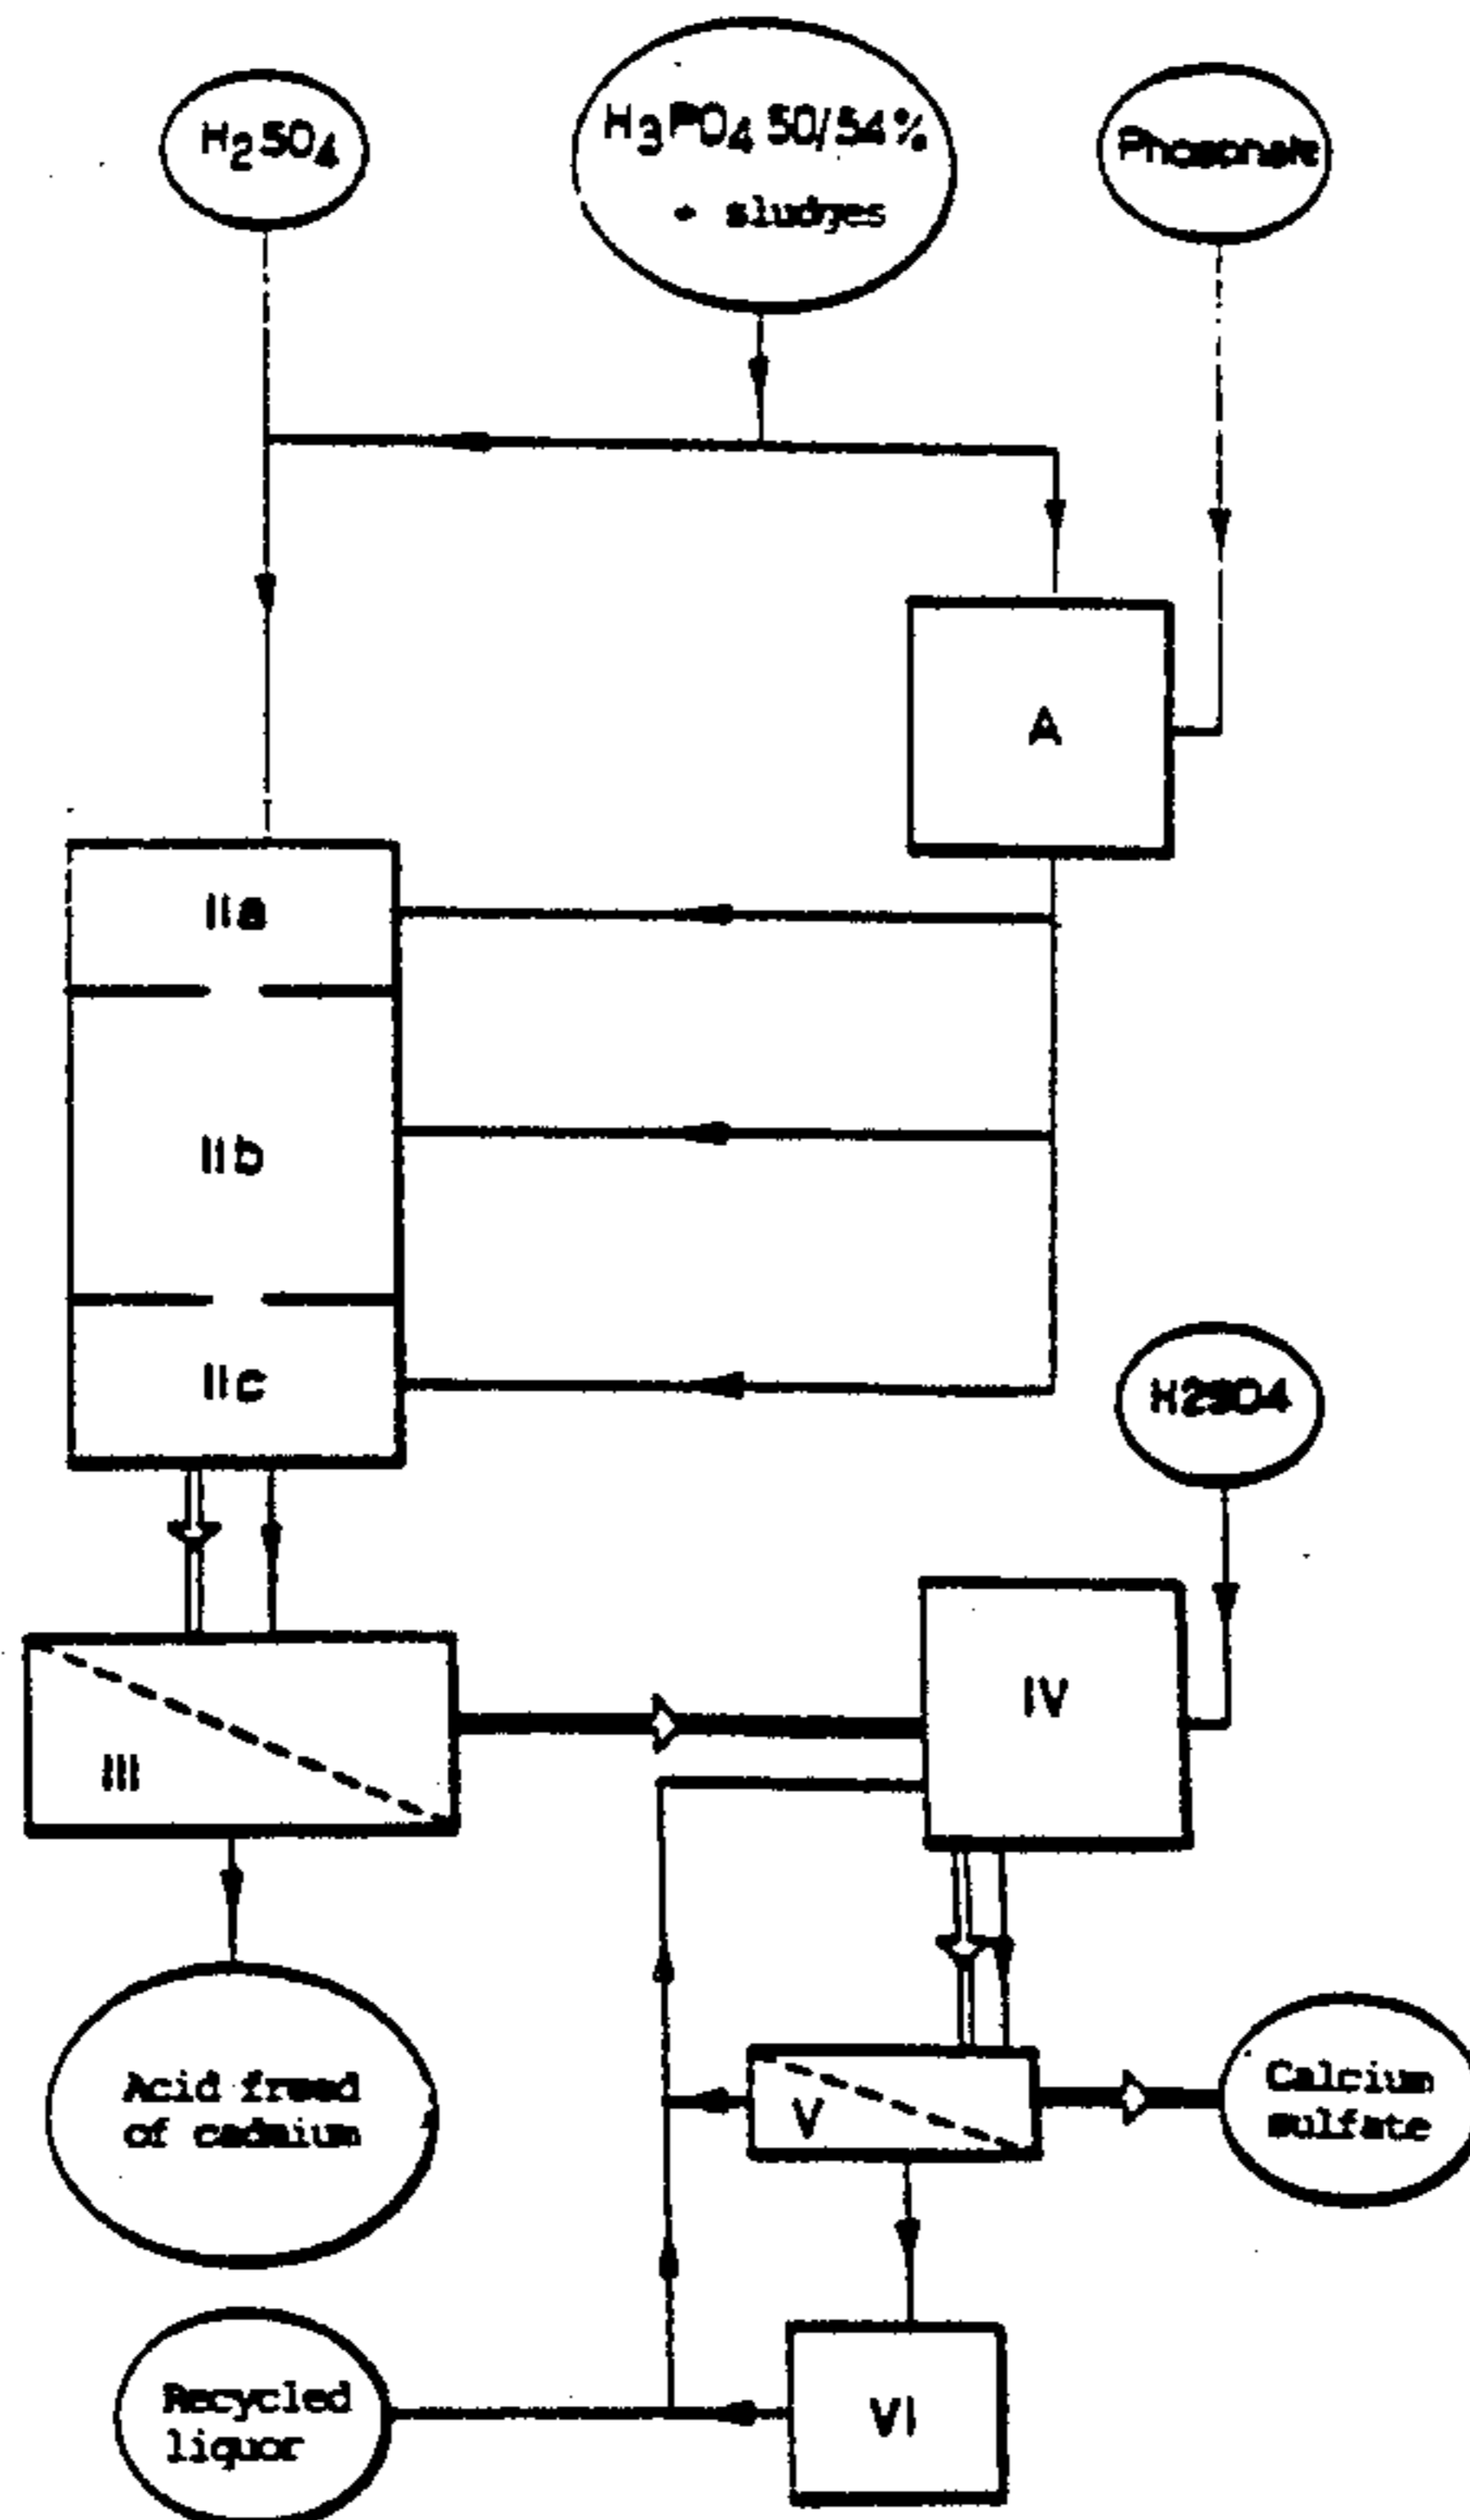 H2SO4
H3PO4 50/54%
+ sludges
A
IIa
IIb
IIc
H2SO4
IV
III
Acid freed
of cadmium
V
Calcium
sulfate
Recycled
liquor
VI